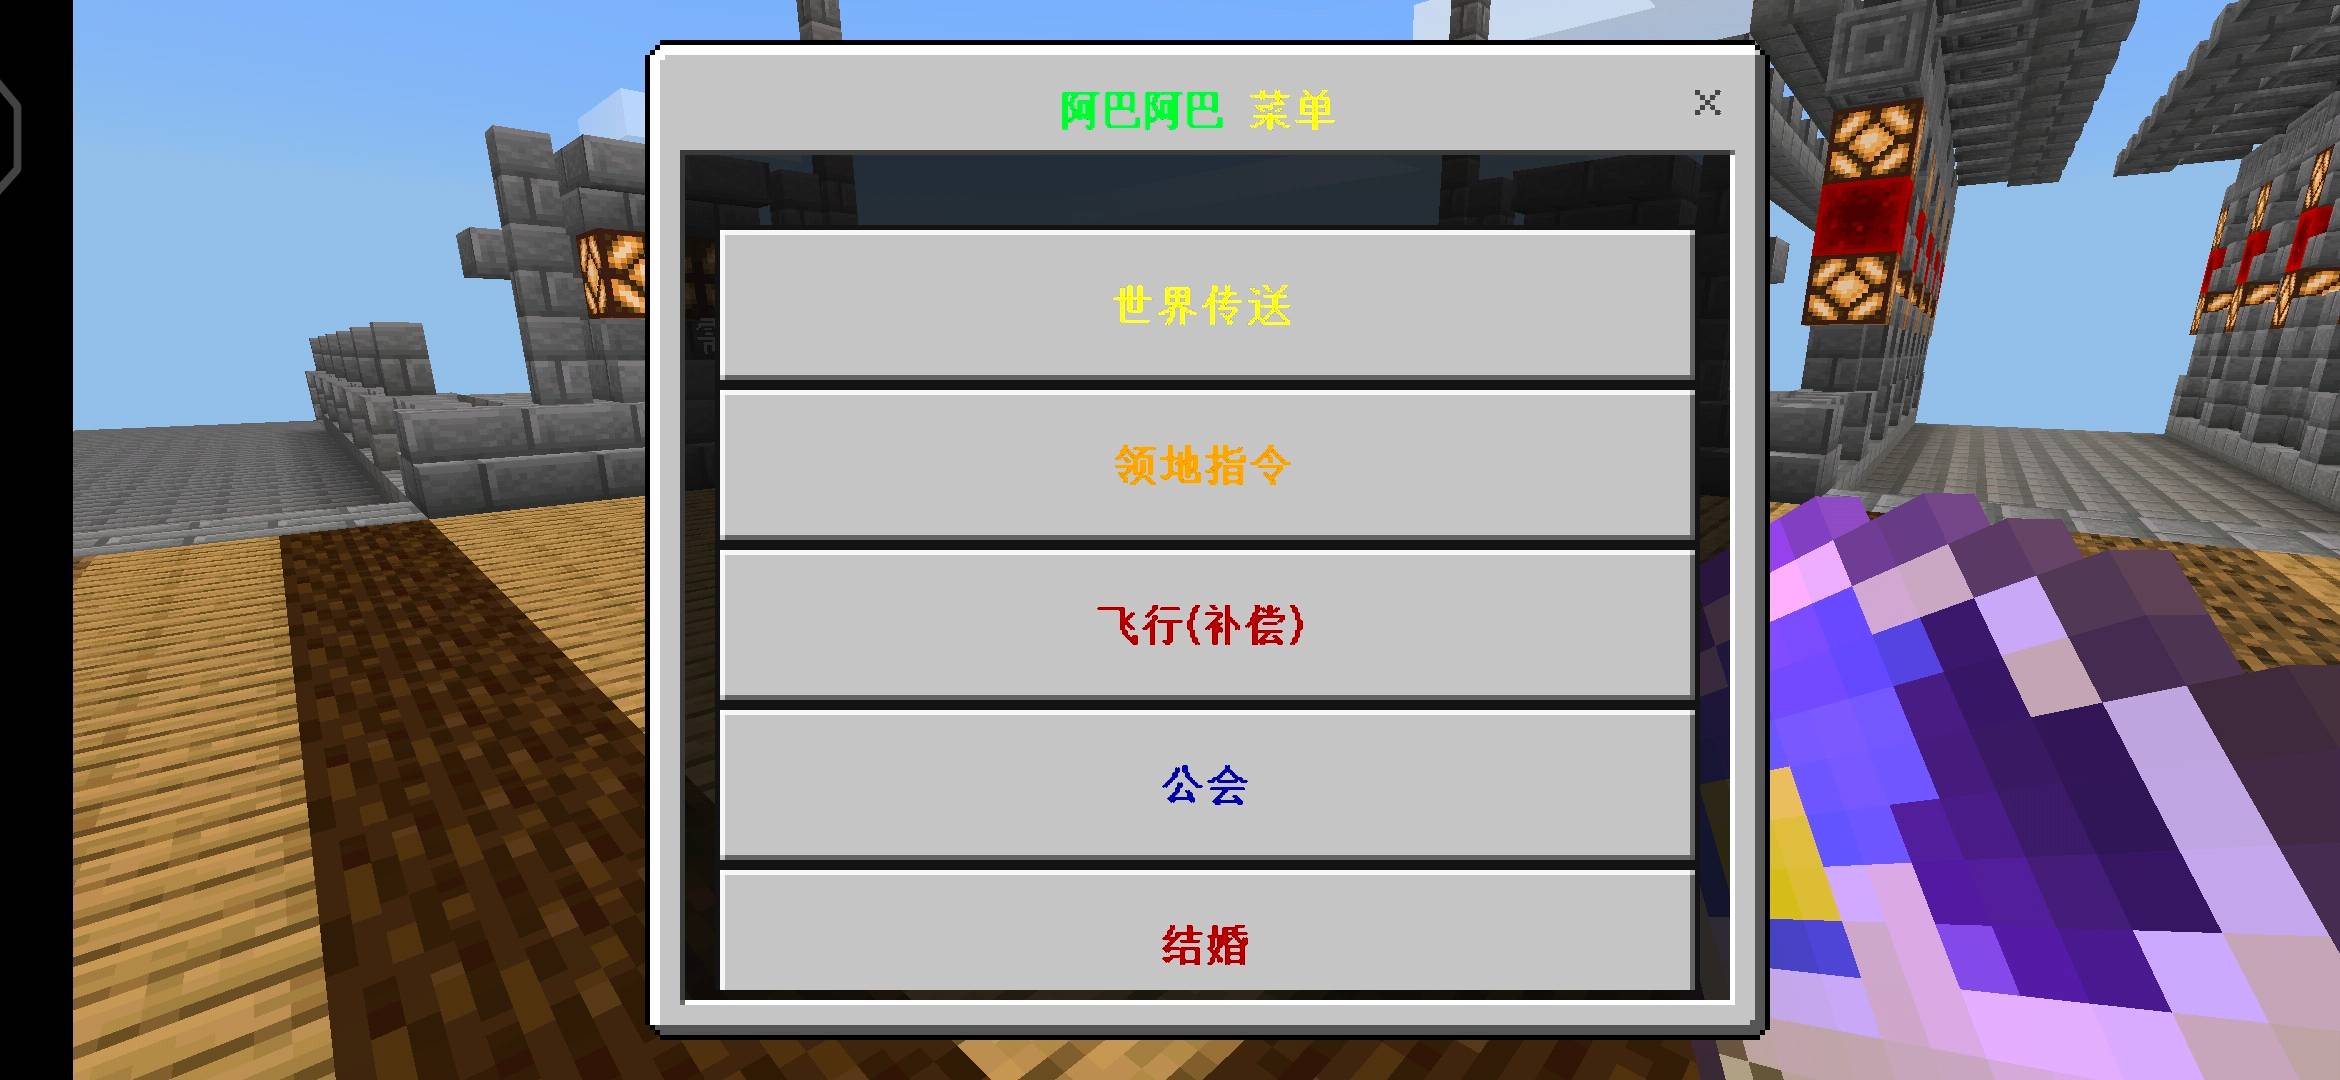 阿巴阿巴 菜单
世界传送
领地指令
飞行(补偿)
公会
结婚